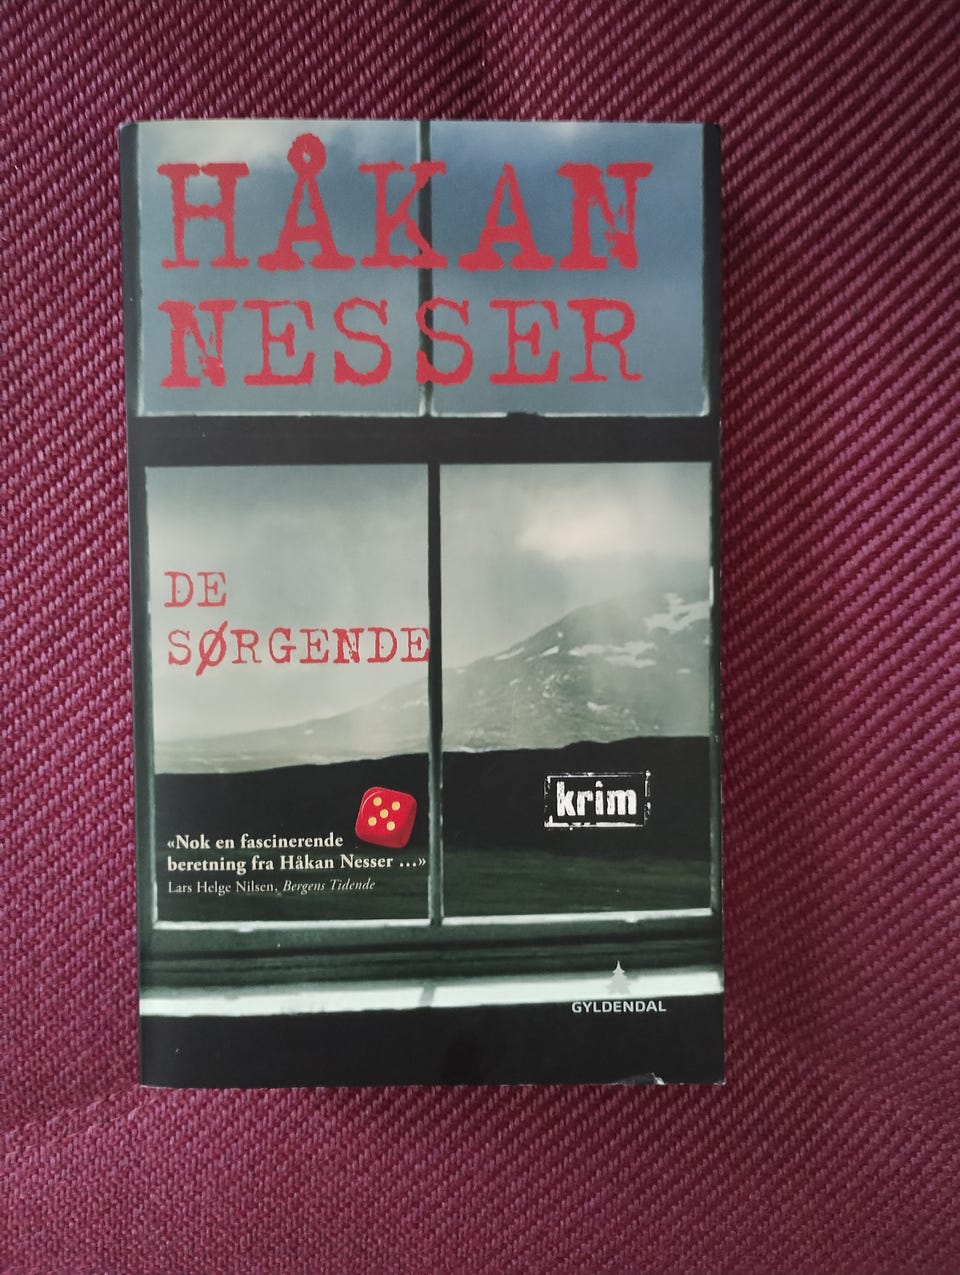 HÅKAN
NESSER
DE
SØRGENDE
krim
«Nok en fascinerende
beretning fra Håkan Nesser ...»
Lars Helge Nilsen, Bergens Tidende
GYLDENDAL